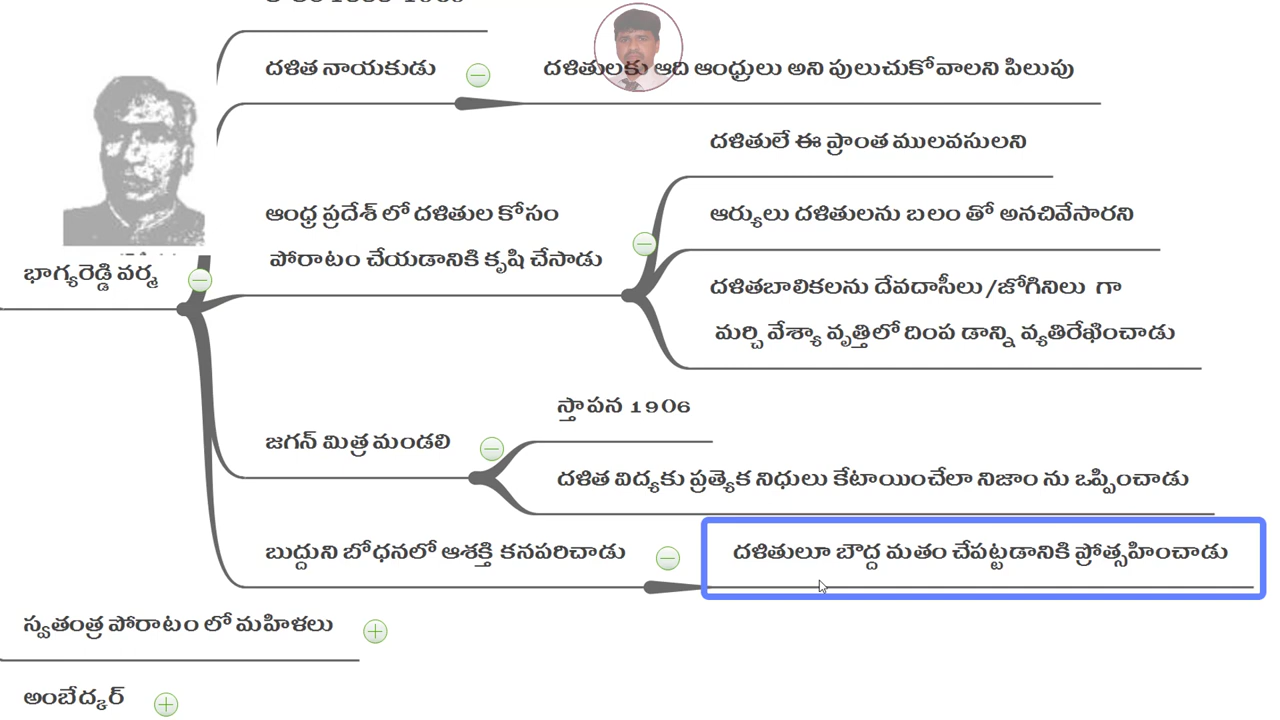 దళిత నాయకుడు
దళితులకు ఆది ఆంధ్రులు అని పులుచుకోవాలని పిలుపు
దళితులే ఈ ప్రాంత ములవసులని
ఆంధ్ర ప్రదేశ్ లో దళితుల కోసం
పోరాటం చేయడానికి కృషి చేసాడు
ఆర్యులు దళితులను బలం తో అనచివేసారని
దళితబాలికలను దేవదాసీలు /జోగినిలు గా
మర్చి వేశ్యా వృత్తిలో దింప డాన్ని వ్యతిరేఖించాడు
భాగ్యరెడ్డి వర్మ
స్తాపన 1906
జగన్ మిత్ర మండలి
దళిత విద్యకు ప్రత్యెక నిధులు కేటాయించేలా నిజాం ను ఒప్పించాడు
బుద్దుని బోధనలో ఆశక్తి కనపరిచాడు
దళితులూ బౌద్ద మతం చేపట్టడానికి ప్రోత్సహించాడు
స్వతంత్ర పోరాటం లో మహిళలు
అంబేద్కర్